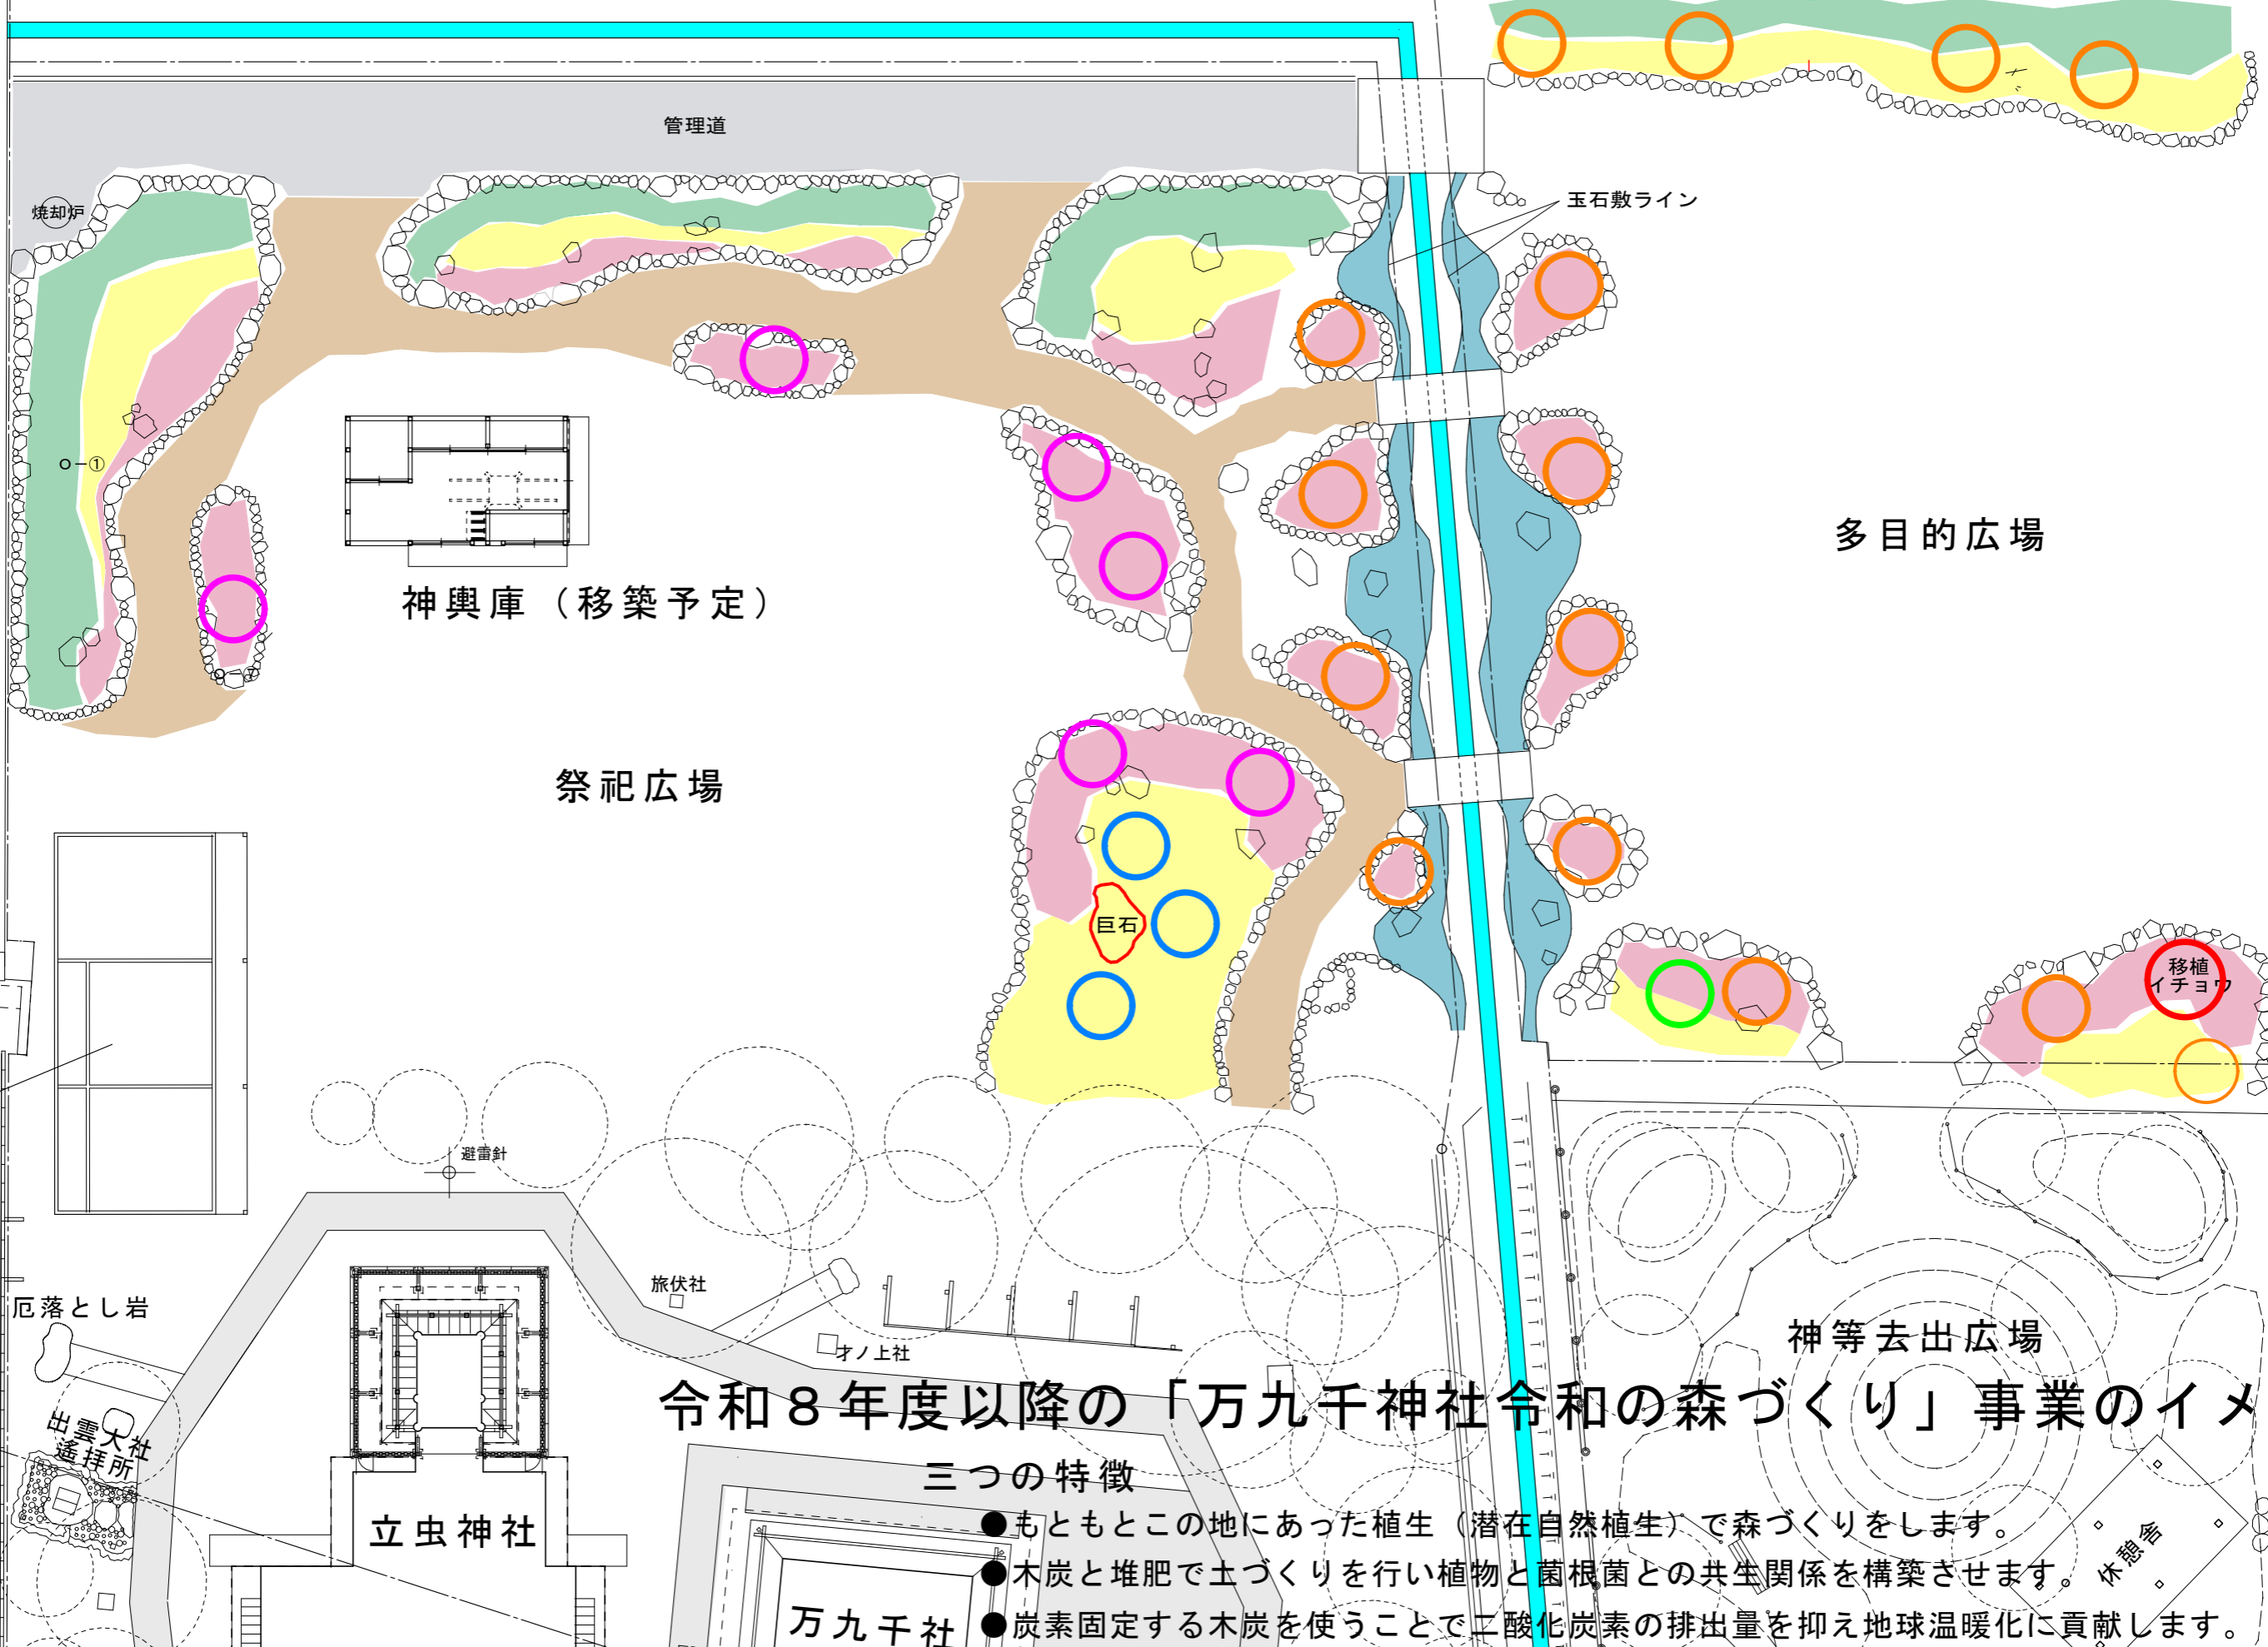 管理道
焼却炉
玉石敷ライン
①
多目的広場
神輿庫（移築予定）
祭祀広場
巨石
移植
イチョウ
避雷針
旅伏社
厄落とし岩
才ノ上社
神等去出広場
令和８年度以降の「万九千神社令和の森づくり」事業のイメ
出雲大社
遙拝所
三つの特徴
立虫神社
●もともとこの地にあった植生（潜在自然植生）で森づくりをします。
●木炭と堆肥で土づくりを行い植物と菌根菌との共生関係を構築させます。
休憩舎
万九千社
●炭素固定する木炭を使うことで二酸化炭素の排出量を抑え地球温暖化に貢献します。